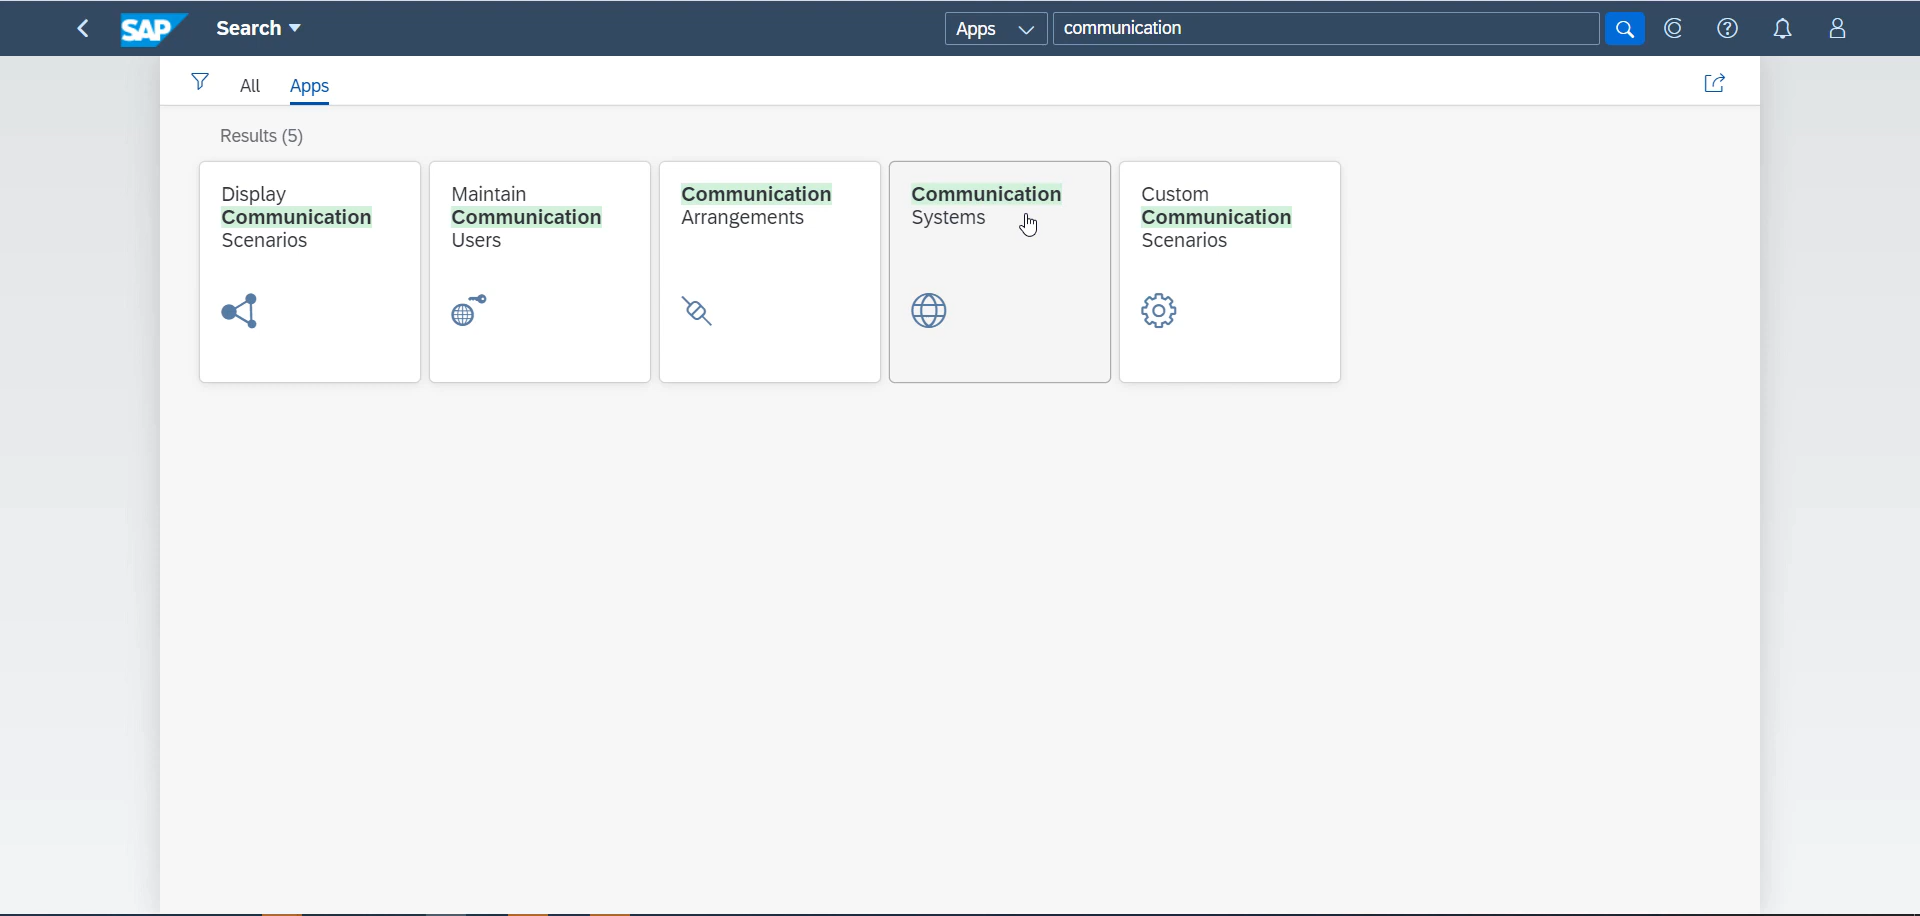 SAP Search
Apps communication
All Apps
Results (5)
Display
Communication
Scenarios
Maintain
Communication
Users
Communication
Arrangements
Communication
Systems
Custom
Communication
Scenarios